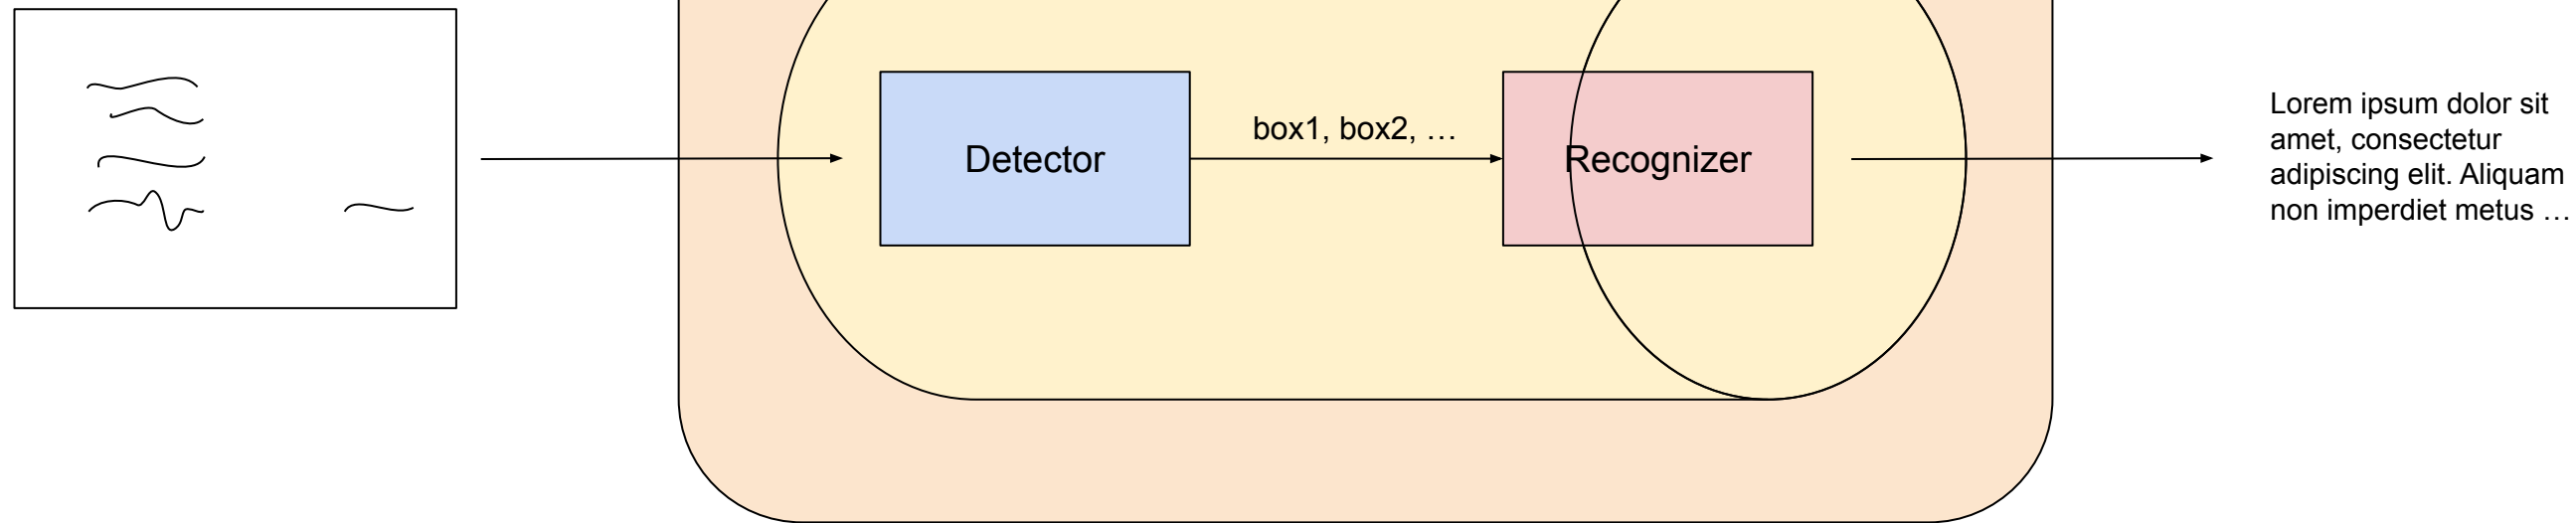 Detector
box1, box2, …
Recognizer
Lorem ipsum dolor sit
amet, consectetur
adipiscing elit. Aliquam
non imperdiet metus …